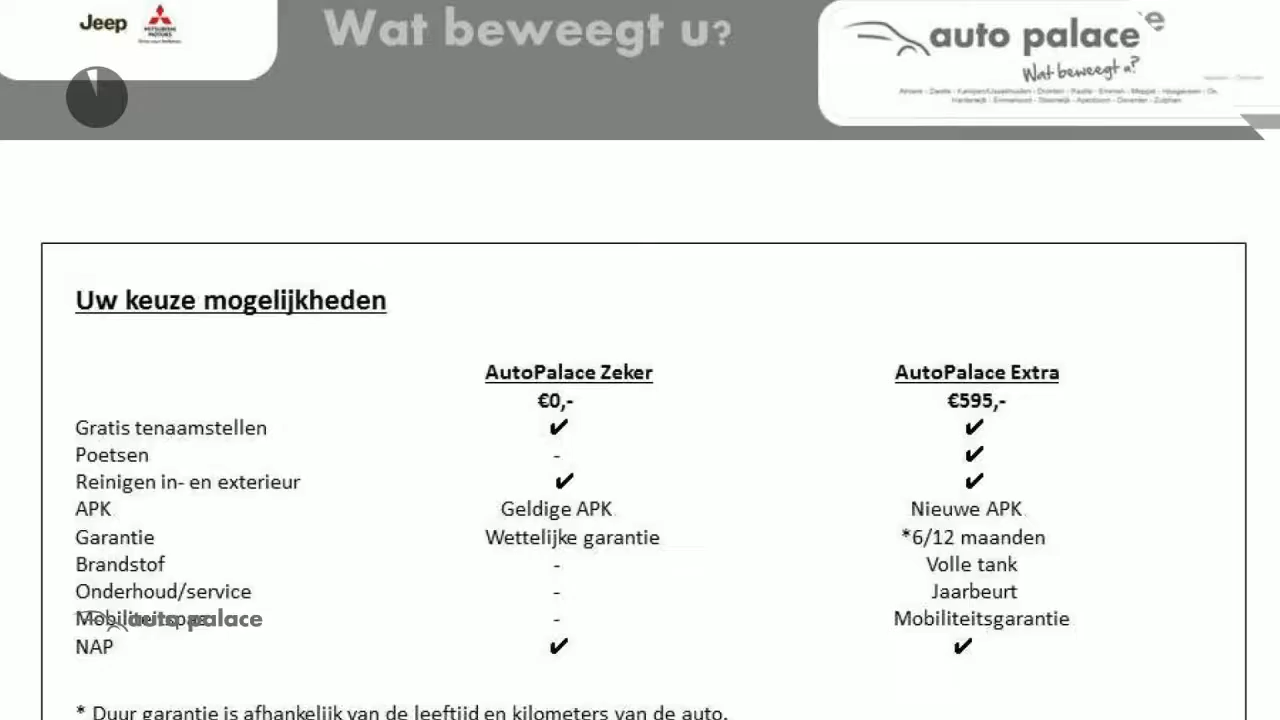 Jeep
MITSUBISHI
MOTORS
Wat beweegt u?
auto palace
Wat beweegt u?
Uw keuze mogelijkheden
AutoPalace Zeker AutoPalace Extra
€0,- €595,-
Gratis tenaamstellen ✔ ✔
Poetsen - ✔
Reinigen in- en exterieur ✔ ✔
APK Geldige APK Nieuwe APK
Garantie Wettelijke garantie *6/12 maanden
Brandstof - Volle tank
Onderhoud/service - Jaarbeurt
auto palace - Mobiliteitsgarantie
NAP ✔ ✔
* Duur garantie is afhankelijk van de leeftijd en kilometers van de auto.